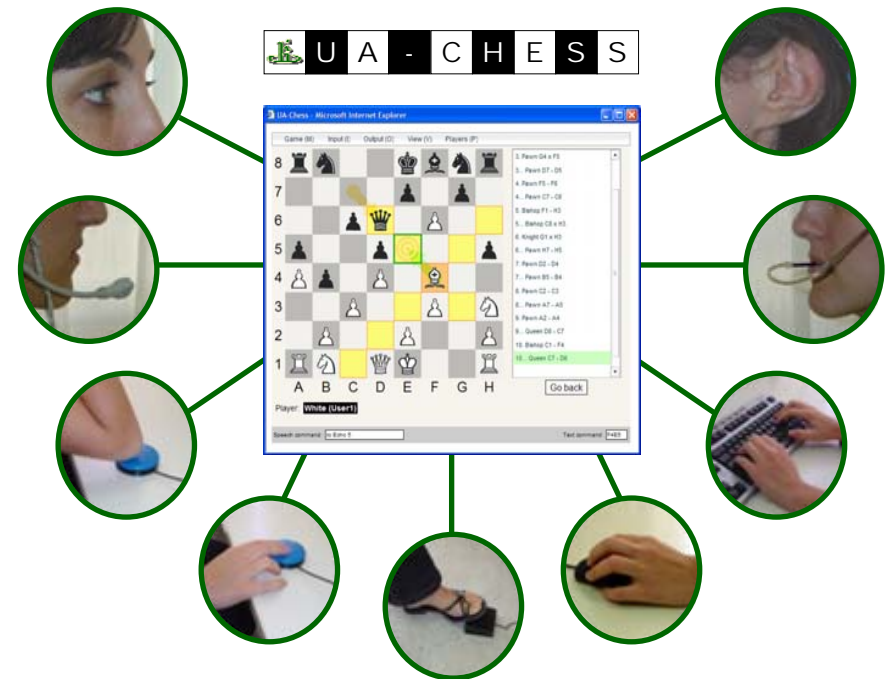 UA-CHESS
UA-Chess - Microsoft Internet Explorer
Game (M) Input (I) Output (O) View (V) Players (P)
8
7
6
5
4
3
2
1
A B C D E F G H
3. Pawn G4 x F5
3... Pawn D7 - D5
4. Pawn F5 - F6
4... Pawn C7 - C6
5. Bishop F1 - H3
5... Bishop C8 x H3
6. Knight G1 x H3
6... Pawn H7 - H5
7. Pawn D2 - D4
7... Pawn B5 - B4
8. Pawn C2 - C3
8... Pawn A7 - A5
9. Pawn A2 - A4
9... Queen D8 - C7
10. Bishop C1 - F4
10... Queen C7 - D6
Go back
Player: White (User1)
Speech command: Echo 5
Text command: F4E5